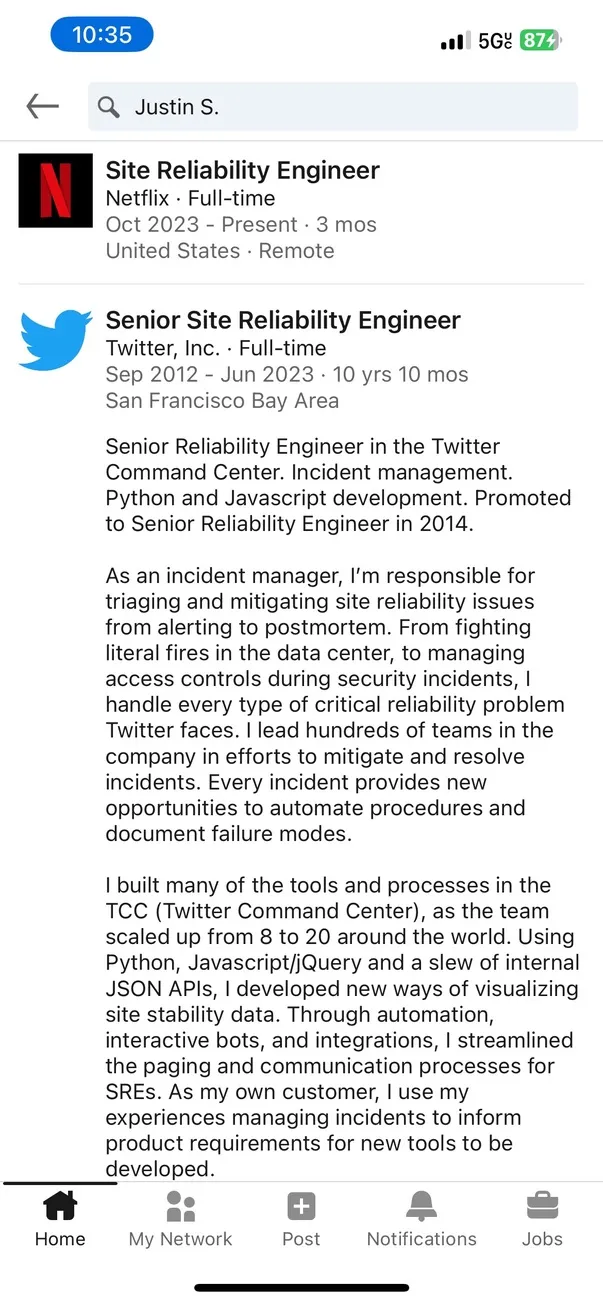 10:35
5GUC 87
Justin S.
Site Reliability Engineer
Netflix · Full-time
Oct 2023 - Present · 3 mos
United States · Remote
Senior Site Reliability Engineer
Twitter, Inc. · Full-time
Sep 2012 - Jun 2023 · 10 yrs 10 mos
San Francisco Bay Area
Senior Reliability Engineer in the Twitter
Command Center. Incident management.
Python and Javascript development. Promoted
to Senior Reliability Engineer in 2014.
As an incident manager, I’m responsible for
triaging and mitigating site reliability issues
from alerting to postmortem. From fighting
literal fires in the data center, to managing
access controls during security incidents, I
handle every type of critical reliability problem
Twitter faces. I lead hundreds of teams in the
company in efforts to mitigate and resolve
incidents. Every incident provides new
opportunities to automate procedures and
document failure modes.
I built many of the tools and processes in the
TCC (Twitter Command Center), as the team
scaled up from 8 to 20 around the world. Using
Python, Javascript/jQuery and a slew of internal
JSON APIs, I developed new ways of visualizing
site stability data. Through automation,
interactive bots, and integrations, I streamlined
the paging and communication processes for
SREs. As my own customer, I use my
experiences managing incidents to inform
product requirements for new tools to be
developed.
Home My Network Post Notifications Jobs